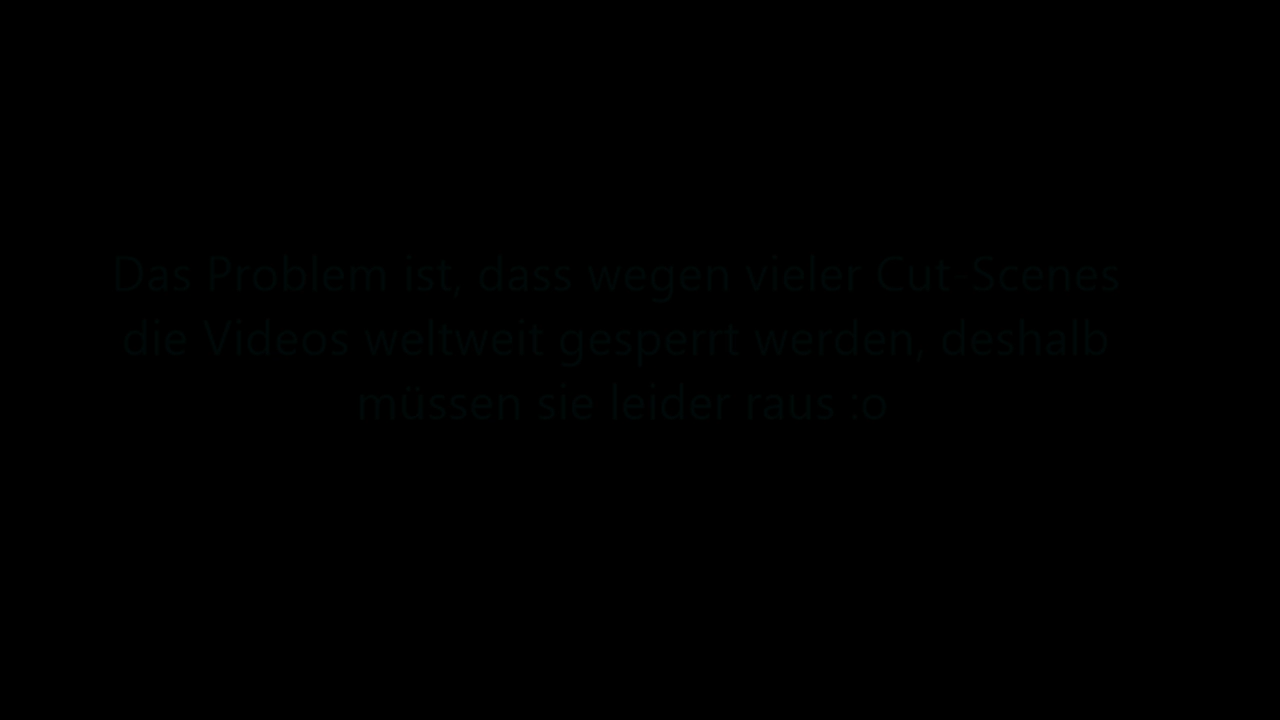 Das Problem ist, dass wegen vieler Cut-Scenes
die Videos weltweit gesperrt werden, deshalb
müssen sie leider raus :o